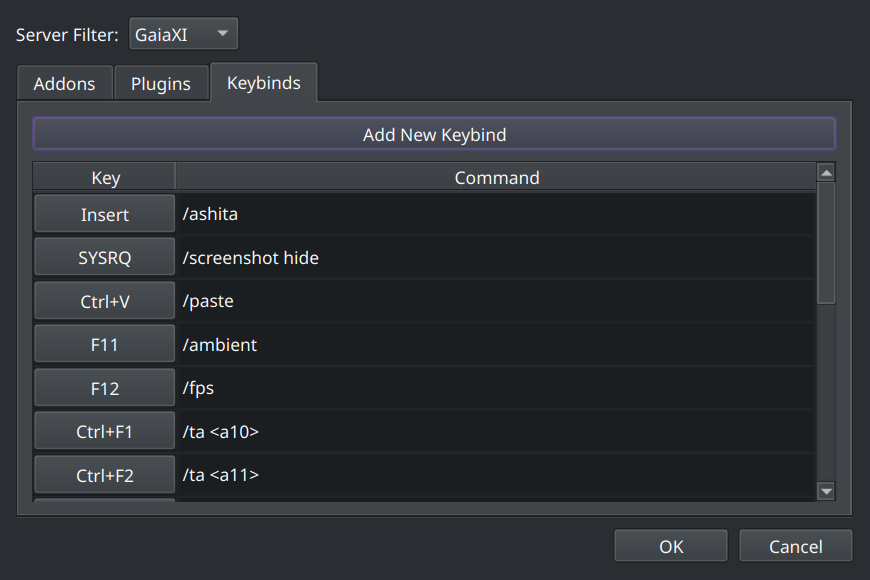 Server Filter: GaiaXI
Addons Plugins Keybinds
Add New Keybind
Key Command
Insert /ashita
SYSRQ /screenshot hide
Ctrl+V /paste
F11 /ambient
F12 /fps
Ctrl+F1 /ta <a10>
Ctrl+F2 /ta <a11>
OK Cancel